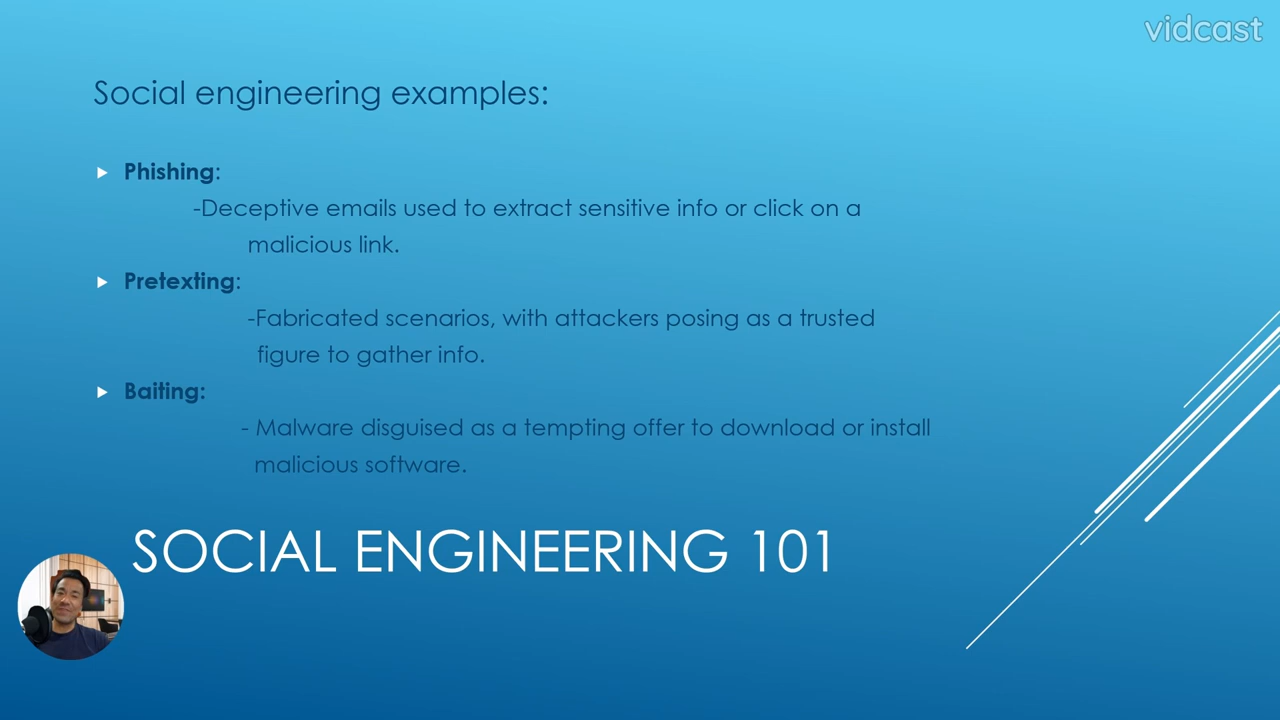 vidcast
Social engineering examples:
Phishing:
-Deceptive emails used to extract sensitive info or click on a
malicious link.
Pretexting:
-Fabricated scenarios, with attackers posing as a trusted
figure to gather info.
Baiting:
- Malware disguised as a tempting offer to download or install
malicious software.
SOCIAL ENGINEERING 101